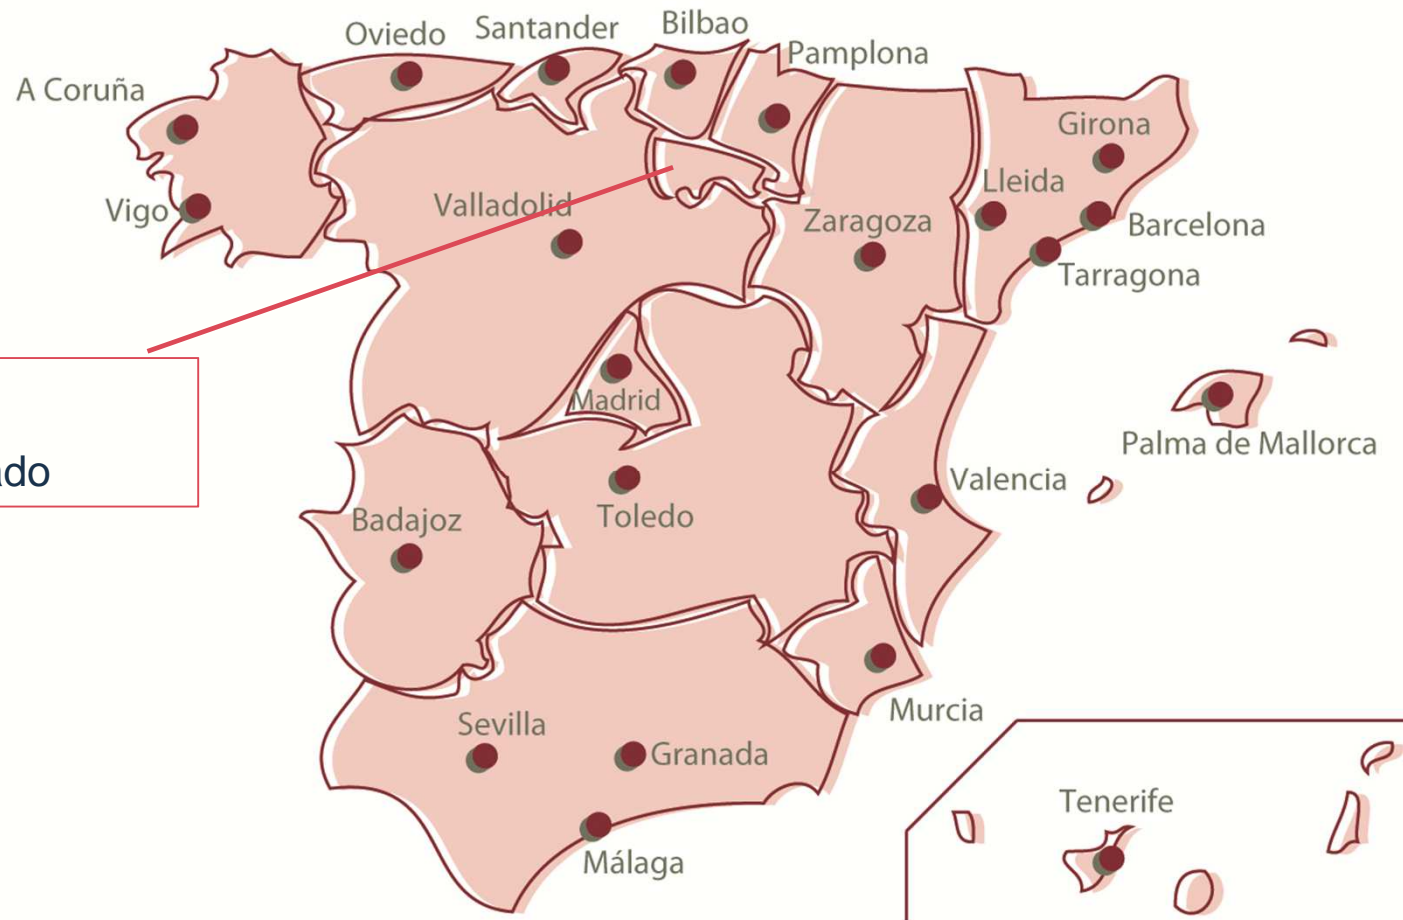 Bilbao
Santander
Oviedo
Pamplona
A Coruña
Girona
Lleida
Vigo
Valladolid
Zaragoza
Barcelona
Tarragona
Madrid
Palma de Mallorca
Valencia
Toledo
Badajoz
Murcia
Sevilla
Granada
Tenerife
Málaga